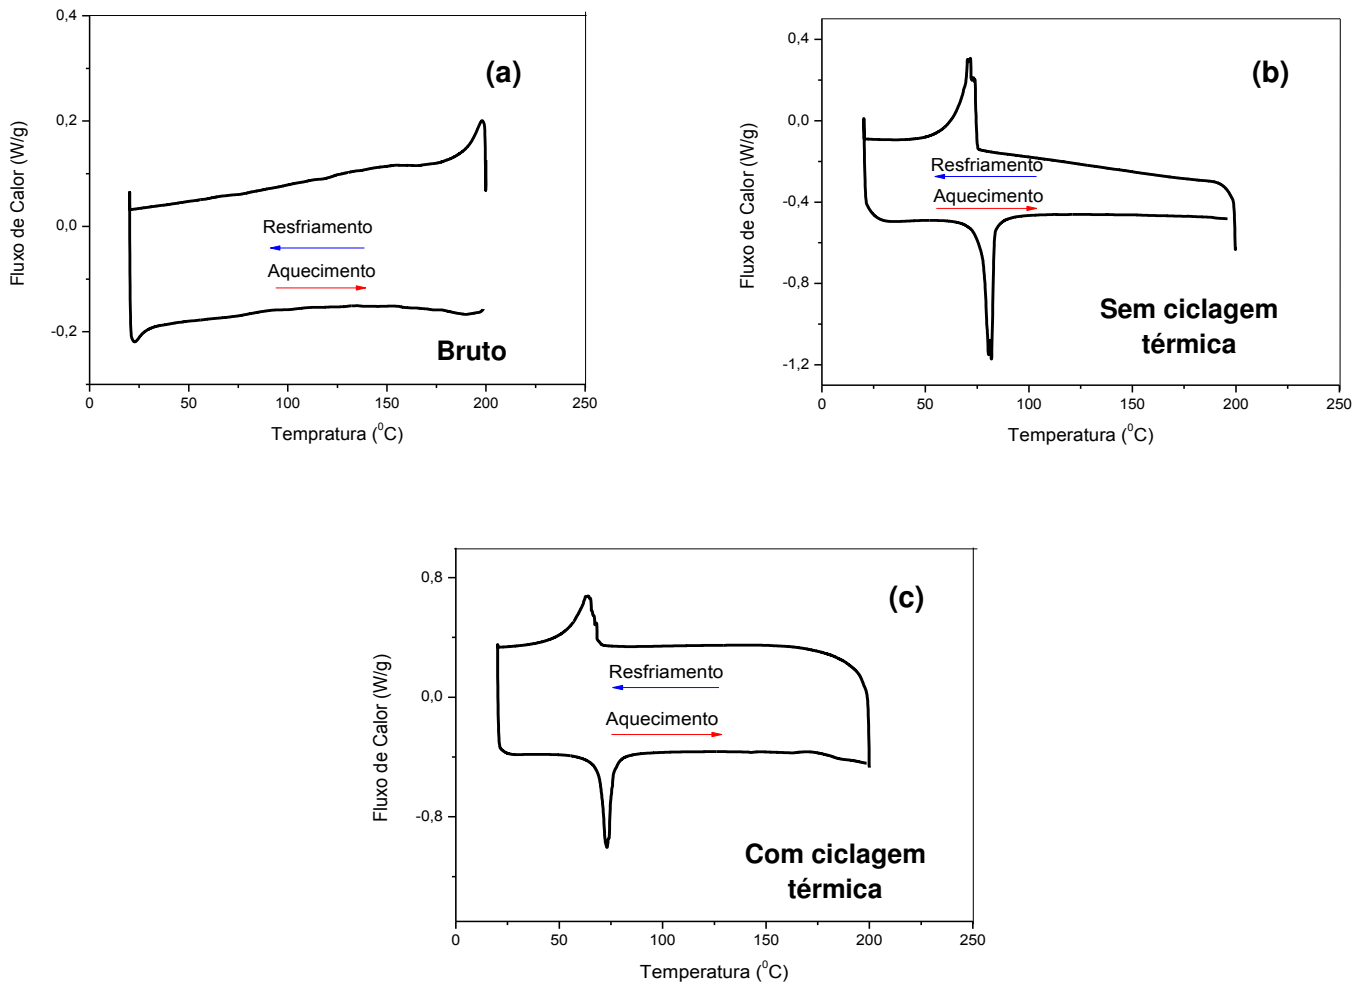 0,4
0,2
0,0
-0,2
Fluxo de Calor (W/g)
(a)
Resfriamento
Aquecimento
Bruto
0 50 100 150 200 250
Tempratura (⁰C)
0,4
0,0
-0,4
-0,8
-1,2
Fluxo de Calor (W/g)
(b)
Resfriamento
Aquecimento
Sem ciclagem
térmica
0 50 100 150 200 250
Temperatura (⁰C)
0,8
0,0
-0,8
Fluxo de Calor (W/g)
(c)
Resfriamento
Aquecimento
Com ciclagem
térmica
0 50 100 150 200 250
Temperatura (⁰C)